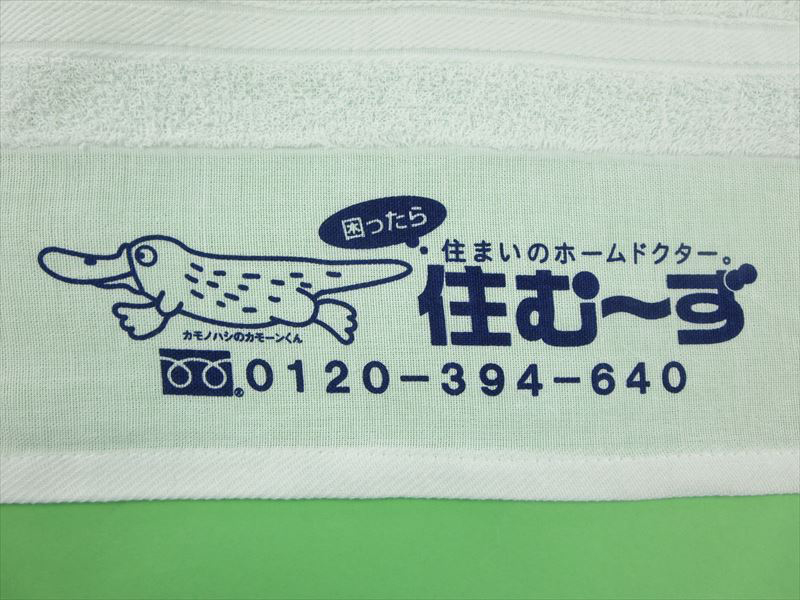 困ったら
住まいのホームドクター。
住む〜ず
カモノハシのカモーンくん
®0120-394-640